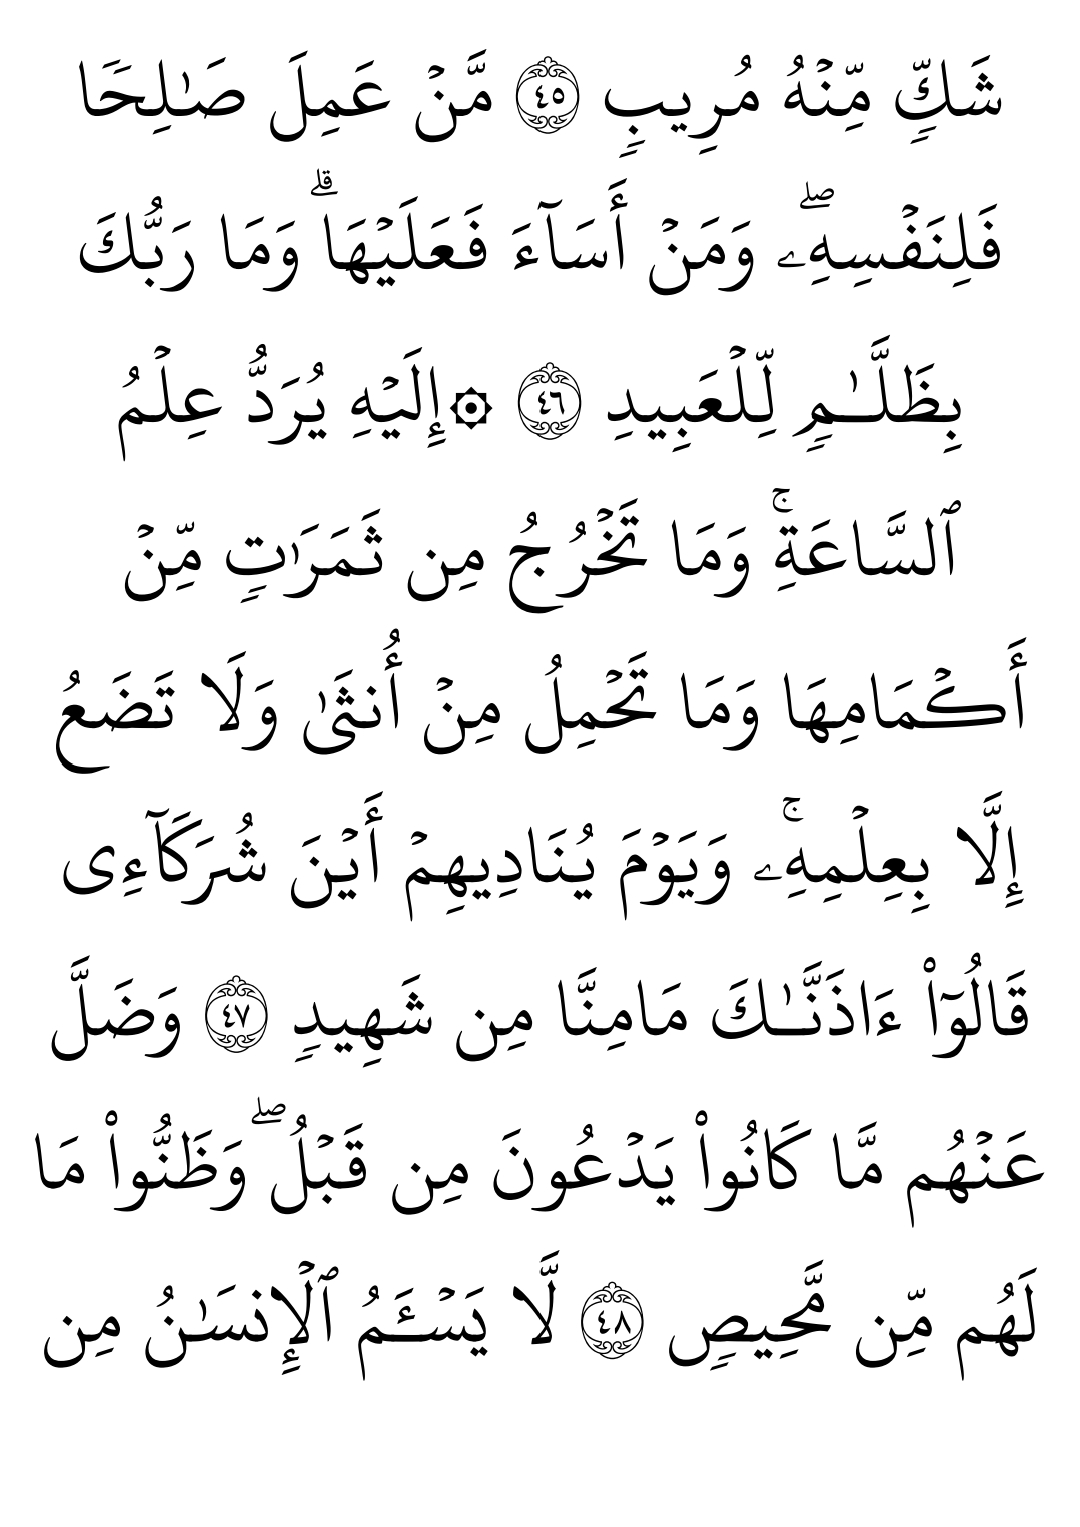 شَكࣲّ مِّنۡهُ مُرِيبࣲ ٤٥ مَّنۡ عَمِلَ صَٰلِحࣰا
فَلِنَفۡسِهِۦۖ وَمَنۡ أَسَآءَ فَعَلَيۡهَاۗ وَمَا رَبُّكَ
بِظَلَّٰمࣲ لِّلۡعَبِيدِ ٤٦ ۞إِلَيۡهِ يُرَدُّ عِلۡمُ
ٱلسَّاعَةِۚ وَمَا تَخۡرُجُ مِن ثَمَرَٰتࣲ مِّنۡ
أَكۡمَامِهَا وَمَا تَحۡمِلُ مِنۡ أُنثَىٰ وَلَا تَضَعُ
إِلَّا بِعِلۡمِهِۦۚ وَيَوۡمَ يُنَادِيهِمۡ أَيۡنَ شُرَكَآءِی
قَالُوٓا۟ ءَاذَنَّٰكَ مَامِنَّا مِن شَهِيدࣲ ٤٧ وَضَلَّ
عَنۡهُم مَّا كَانُوا۟ يَدۡعُونَ مِن قَبۡلُۖ وَظَنُّوا۟ مَا
لَهُم مِّن مَّحِيصࣲ ٤٨ لَّا يَسۡـَٔمُ ٱلۡإِنسَٰنُ مِن